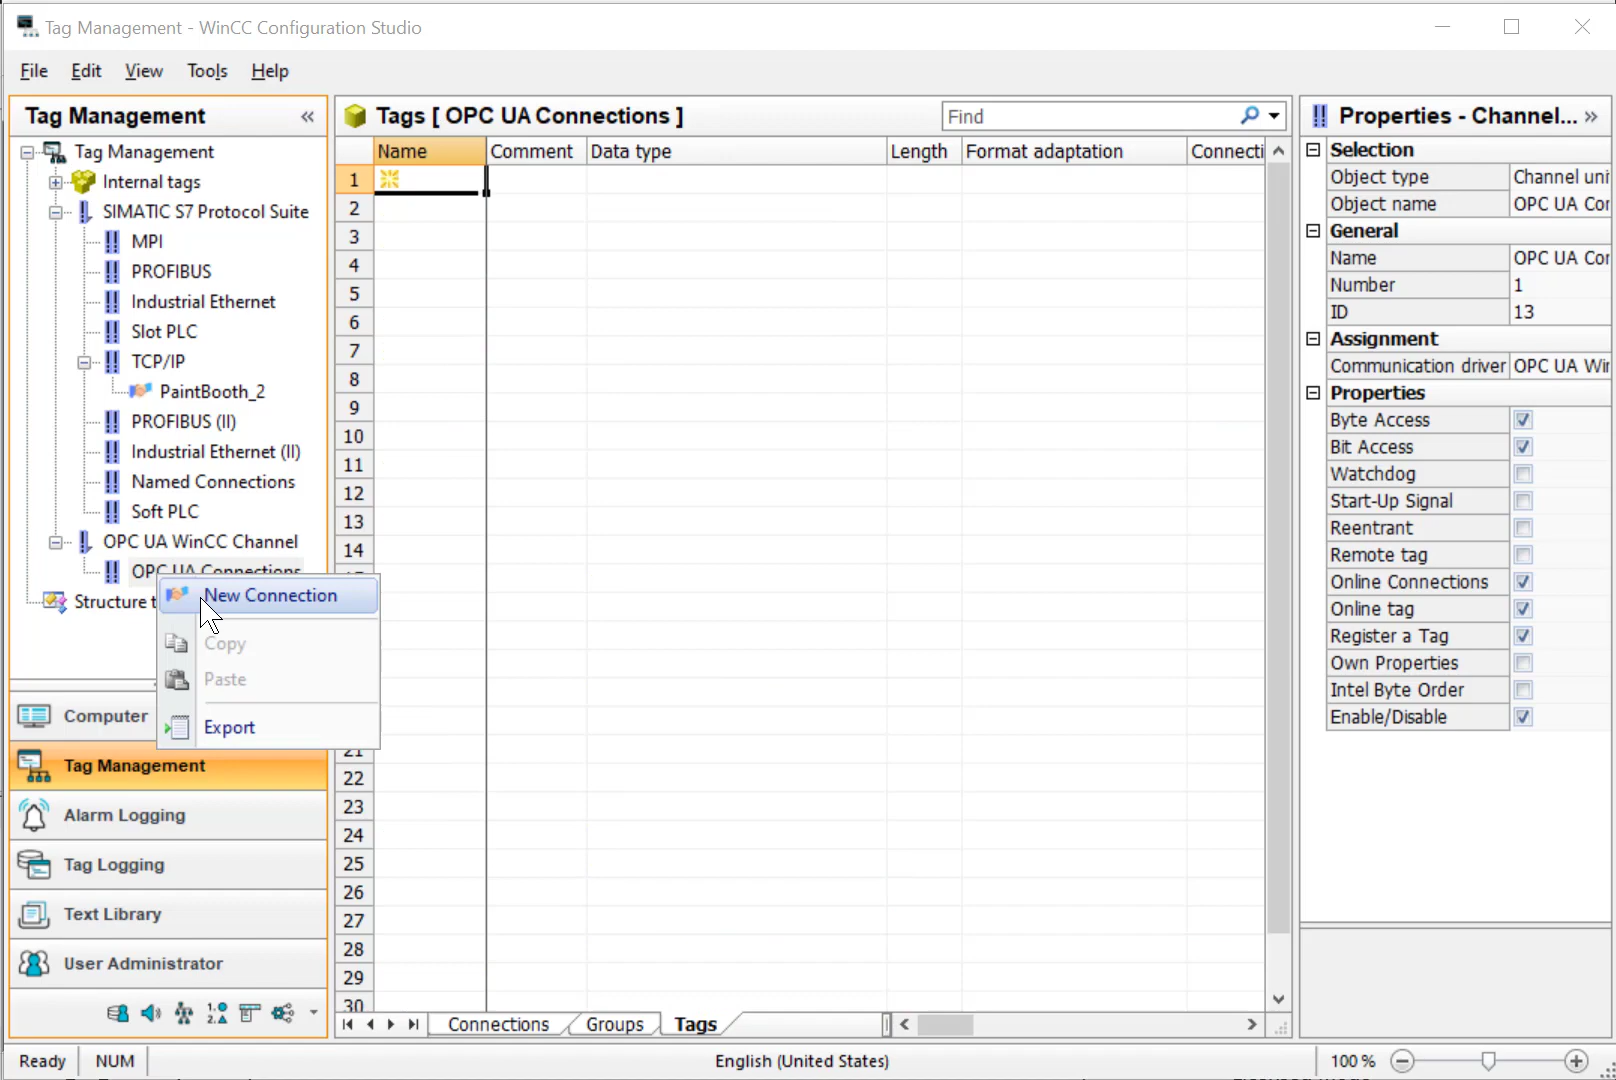 Tag Management - WinCC Configuration Studio
File Edit View Tools Help
Tag Management «
Tag Management
Internal tags
SIMATIC S7 Protocol Suite
MPI
PROFIBUS
Industrial Ethernet
Slot PLC
TCP/IP
PaintBooth_2
PROFIBUS (II)
Industrial Ethernet (II)
Named Connections
Soft PLC
OPC UA WinCC Channel
OPC UA Connections
Structure t
New Connection
Copy
Paste
Export
Computer
Tag Management
Alarm Logging
Tag Logging
Text Library
User Administrator
Tags [ OPC UA Connections ]
Find
Name Comment Data type Length Format adaptation Connecti
1
2
3
4
5
6
7
8
9
10
11
12
13
14
21
22
23
24
25
26
27
28
29
30
Connections Groups Tags
Properties - Channel... »
Selection
Object type Channel uni
Object name OPC UA Cor
General
Name OPC UA Cor
Number 1
ID 13
Assignment
Communication driver OPC UA Wir
Properties
Byte Access
Bit Access
Watchdog
Start-Up Signal
Reentrant
Remote tag
Online Connections
Online tag
Register a Tag
Own Properties
Intel Byte Order
Enable/Disable
Ready NUM English (United States) 100 %